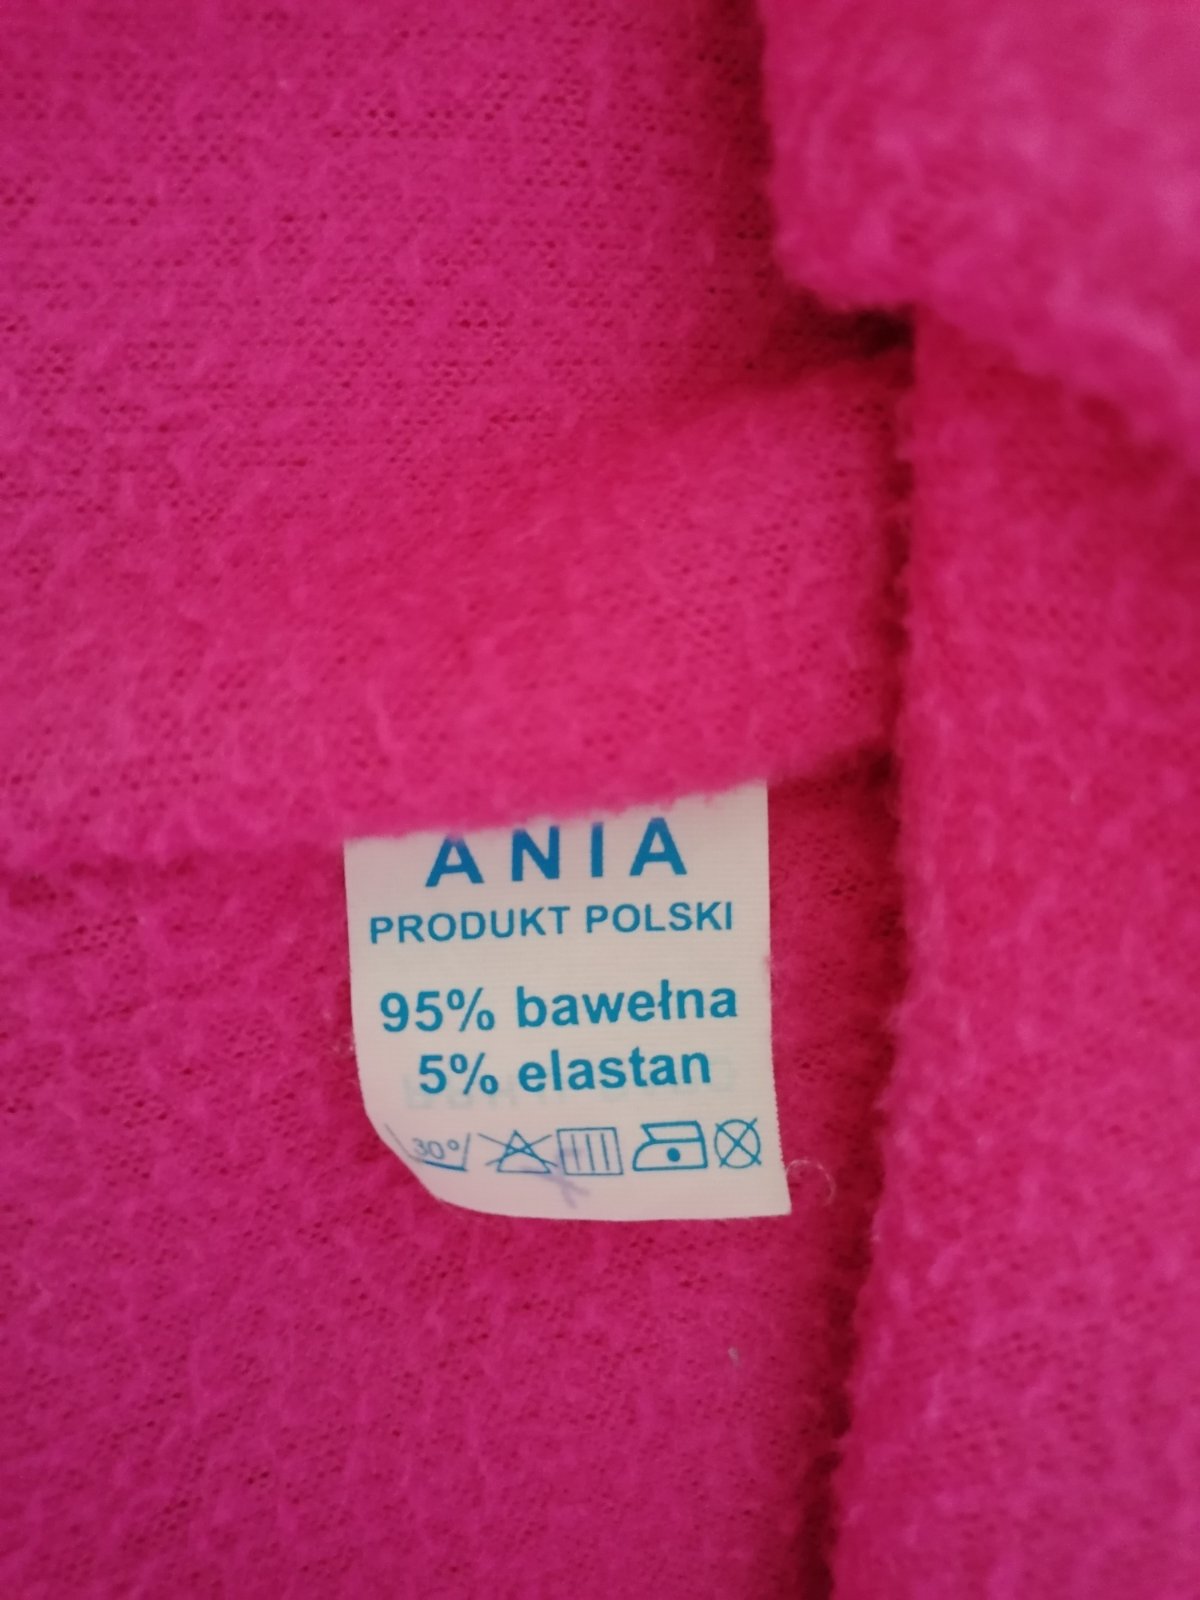 ANIA
PRODUKT POLSKI
95% bawełna
5% elastan
30°